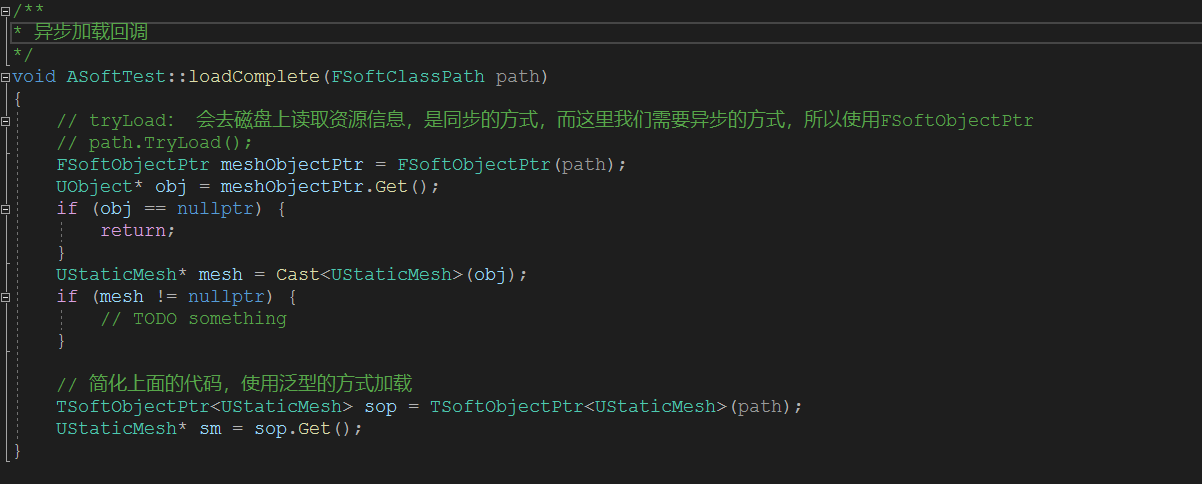 /**
* 异步加载回调
*/
void ASoftTest::loadComplete(FSoftClassPath path)
{
// tryLoad: 会去磁盘上读取资源信息，是同步的方式，而这里我们需要异步的方式，所以使用FSoftObjectPtr
// path.TryLoad();
FSoftObjectPtr meshObjectPtr = FSoftObjectPtr(path);
UObject* obj = meshObjectPtr.Get();
if (obj == nullptr) {
return;
}
UStaticMesh* mesh = Cast<UStaticMesh>(obj);
if (mesh != nullptr) {
// TODO something
}
// 简化上面的代码，使用泛型的方式加载
TSoftObjectPtr<UStaticMesh> sop = TSoftObjectPtr<UStaticMesh>(path);
UStaticMesh* sm = sop.Get();
}